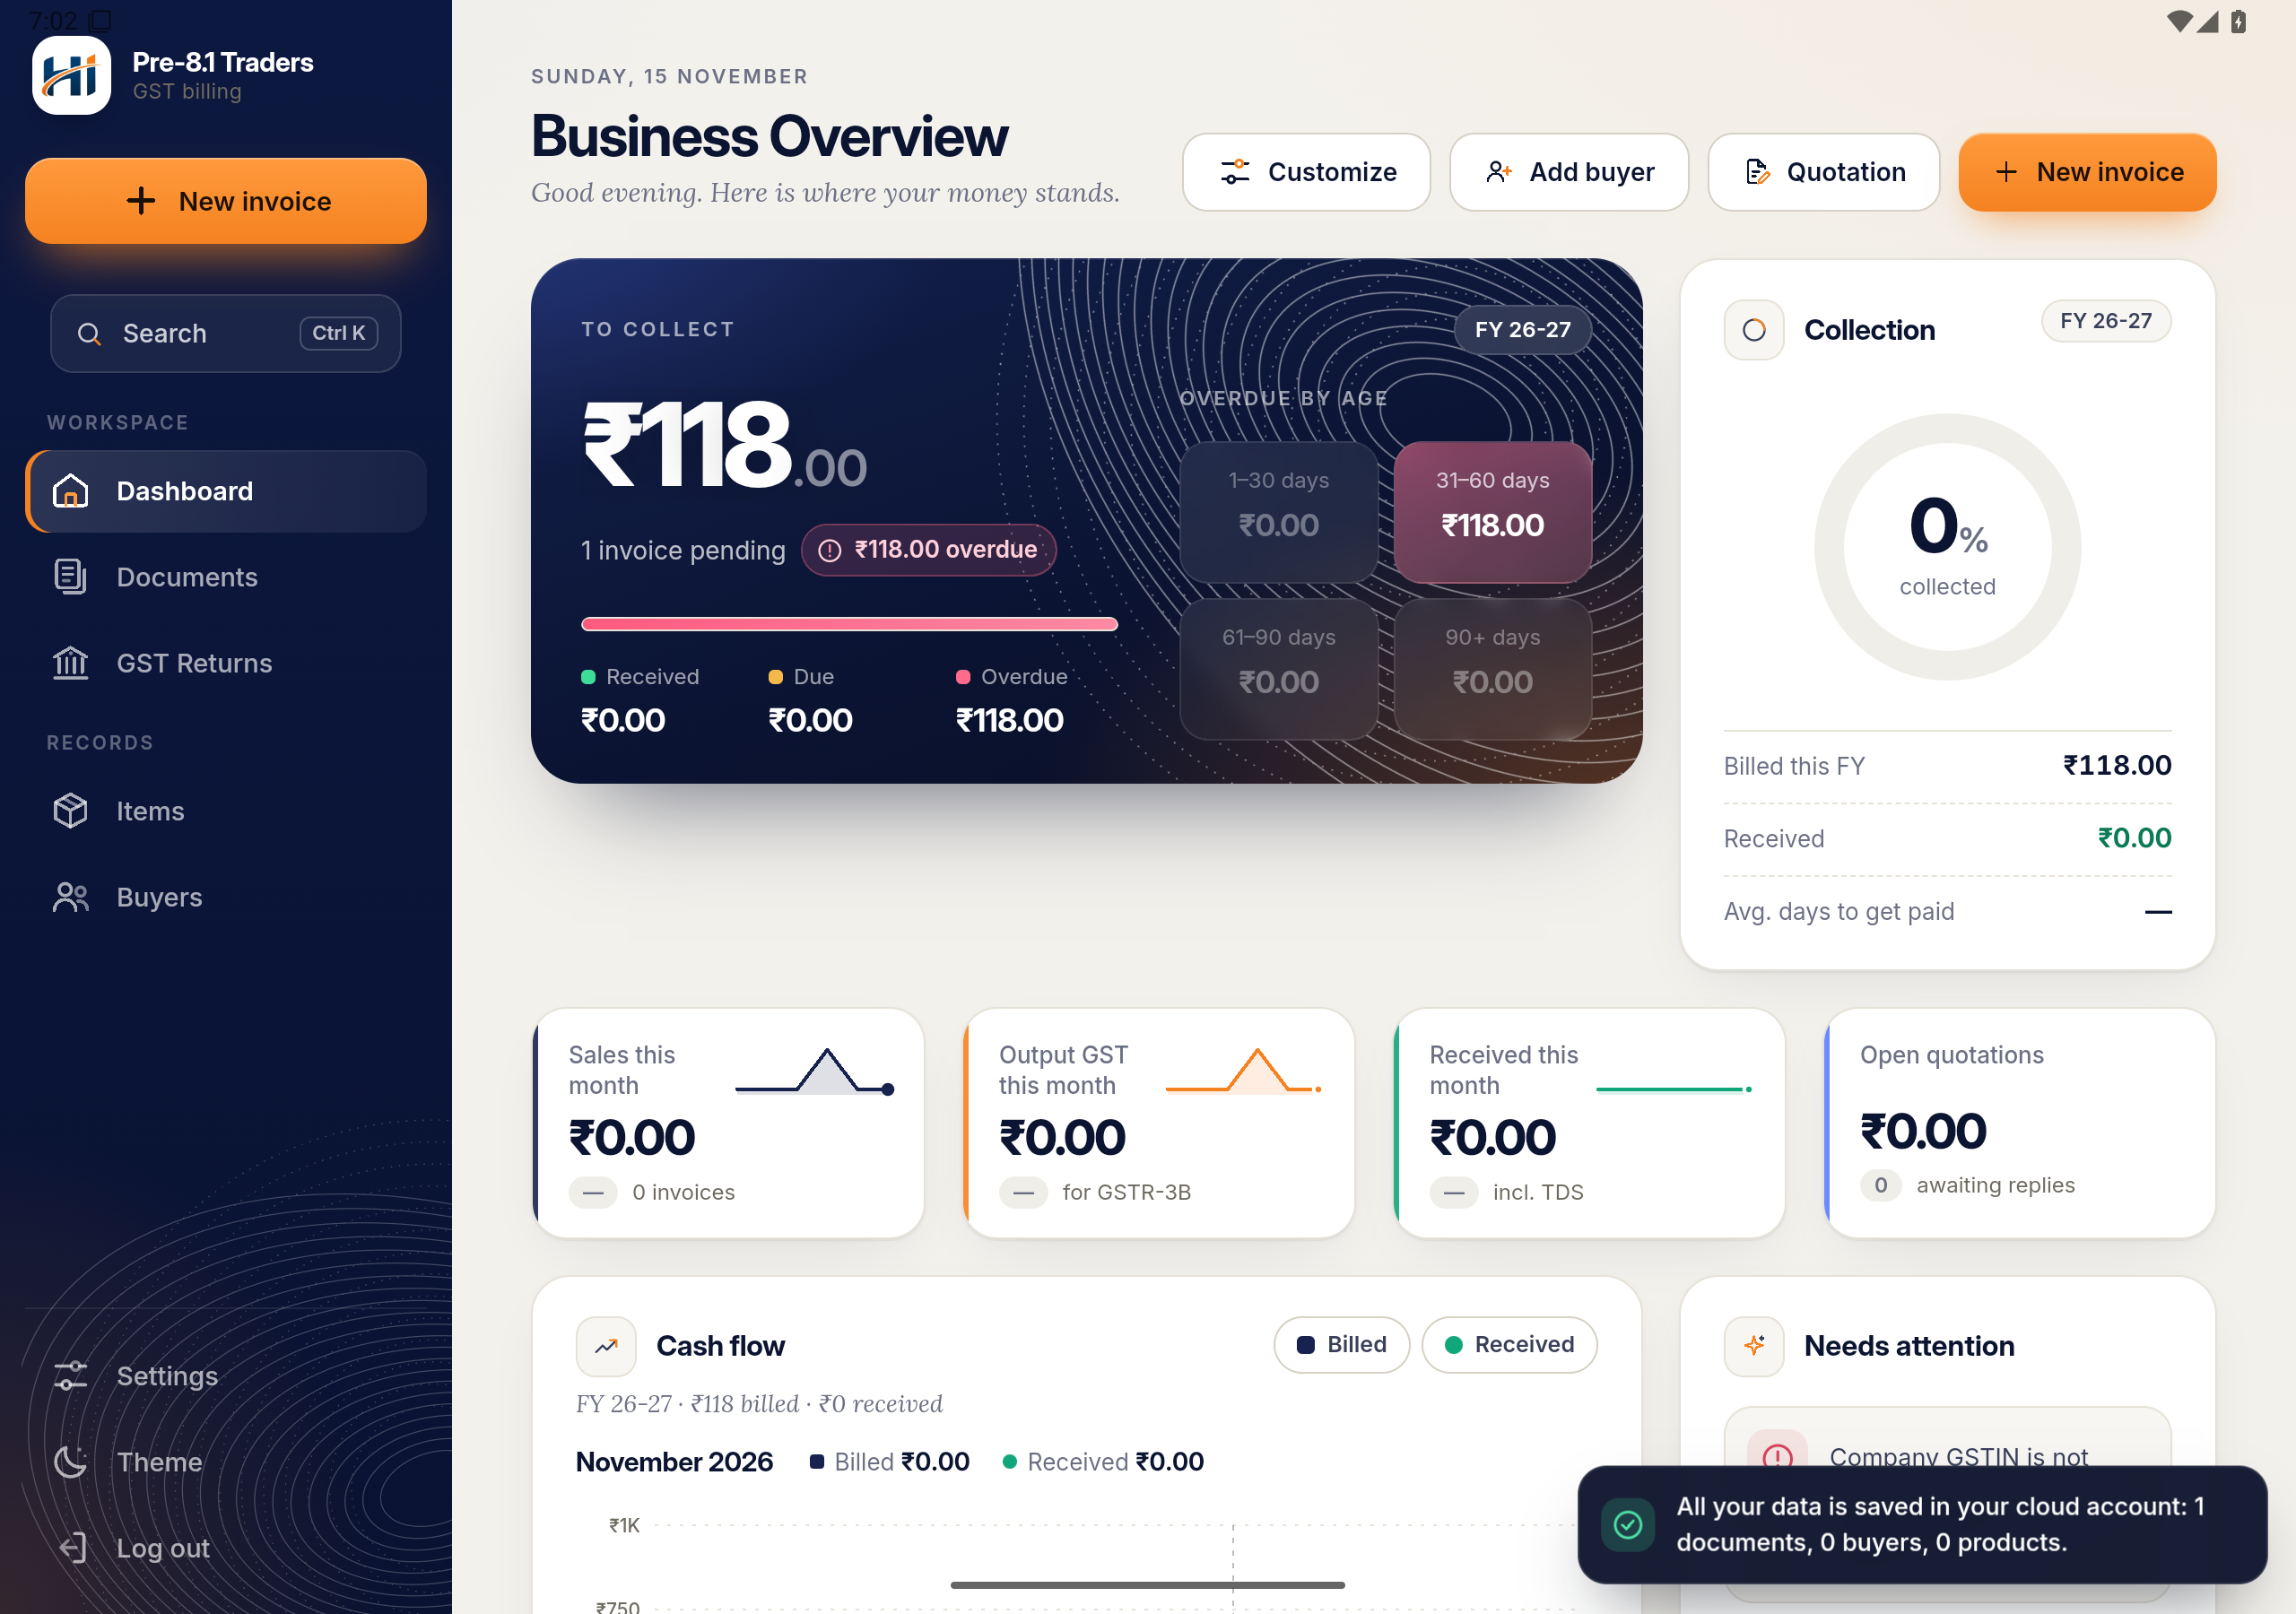 7:02
Hi
Pre-8.1 Traders
GST billing
New invoice
Search
Ctrl K
WORKSPACE
Dashboard
Documents
GST Returns
RECORDS
Items
Buyers
Settings
Theme
Log out
SUNDAY, 15 NOVEMBER
Business Overview
Good evening. Here is where your money stands.
Customize
Add buyer
Quotation
New invoice
TO COLLECT
FY 26-27
₹118.00
1 invoice pending
₹118.00 overdue
Received
Due
Overdue
₹0.00
₹0.00
₹118.00
OVERDUE BY AGE
1–30 days
₹0.00
31–60 days
₹118.00
61–90 days
₹0.00
90+ days
₹0.00
Collection
FY 26-27
0%
collected
Billed this FY
₹118.00
Received
₹0.00
Avg. days to get paid
—
Sales this
month
₹0.00
— 0 invoices
Output GST
this month
₹0.00
— for GSTR-3B
Received this
month
₹0.00
— incl. TDS
Open quotations
₹0.00
0 awaiting replies
Cash flow
Billed
Received
FY 26-27 · ₹118 billed · ₹0 received
November 2026
Billed ₹0.00
Received ₹0.00
₹1K
₹750
Needs attention
Company GSTIN is not
All your data is saved in your cloud account: 1
documents, 0 buyers, 0 products.